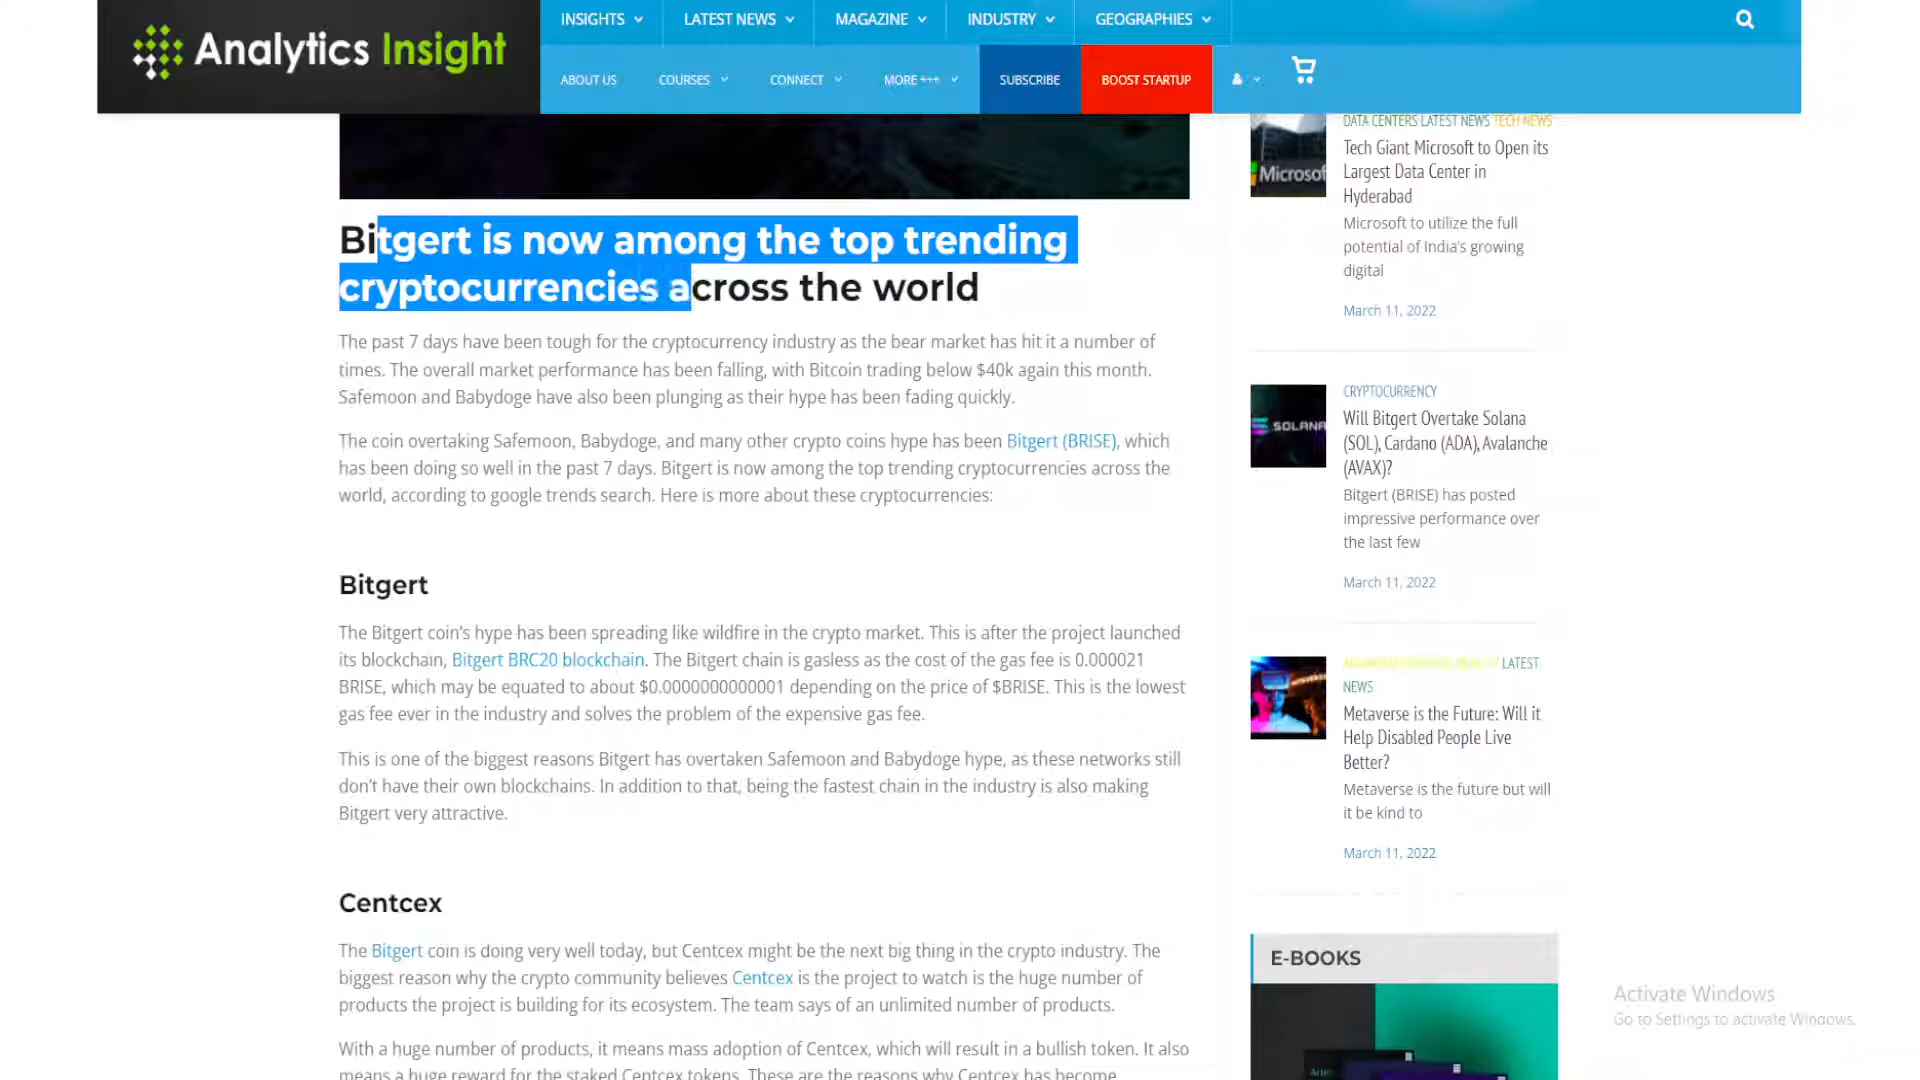 Analytics Insight
INSIGHTS
LATEST NEWS
MAGAZINE
INDUSTRY
GEOGRAPHIES
ABOUT US
COURSES
CONNECT
MORE +++
SUBSCRIBE
BOOST STARTUP
Bitgert is now among the top trending
cryptocurrencies across the world
The past 7 days have been tough for the cryptocurrency industry as the bear market has hit it a number of
times. The overall market performance has been falling, with Bitcoin trading below $40k again this month.
Safemoon and Babydoge have also been plunging as their hype has been fading quickly.
The coin overtaking Safemoon, Babydoge, and many other crypto coins hype has been Bitgert (BRISE), which
has been doing so well in the past 7 days. Bitgert is now among the top trending cryptocurrencies across the
world, according to google trends search. Here is more about these cryptocurrencies:
Bitgert
The Bitgert coin's hype has been spreading like wildfire in the crypto market. This is after the project launched
its blockchain, Bitgert BRC20 blockchain. The Bitgert chain is gasless as the cost of the gas fee is 0.000021
BRISE, which may be equated to about $0.0000000000001 depending on the price of $BRISE. This is the lowest
gas fee ever in the industry and solves the problem of the expensive gas fee.
This is one of the biggest reasons Bitgert has overtaken Safemoon and Babydoge hype, as these networks still
don't have their own blockchains. In addition to that, being the fastest chain in the industry is also making
Bitgert very attractive.
Centcex
The Bitgert coin is doing very well today, but Centcex might be the next big thing in the crypto industry. The
biggest reason why the crypto community believes Centcex is the project to watch is the huge number of
products the project is building for its ecosystem. The team says of an unlimited number of products.
With a huge number of products, it means mass adoption of Centcex, which will result in a bullish token. It also
means a huge reward for the staked Centcex tokens. These are the reasons why Centcex has become
DATA CENTERS LATEST NEWS TECH NEWS
Microsof
Tech Giant Microsoft to Open its
Largest Data Center in
Hyderabad
Microsoft to utilize the full
potential of India's growing
digital
March 11, 2022
CRYPTOCURRENCY
SOLANA
Will Bitgert Overtake Solana
(SOL), Cardano (ADA), Avalanche
(AVAX)?
Bitgert (BRISE) has posted
impressive performance over
the last few
March 11, 2022
LATEST
NEWS
Metaverse is the Future: Will it
Help Disabled People Live
Better?
Metaverse is the future but will
it be kind to
March 11, 2022
E-BOOKS
Activate Windows
Go to Settings to activate Windows.